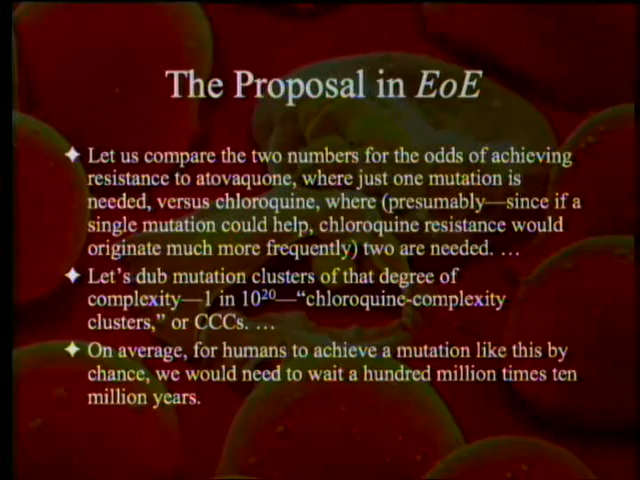 The Proposal in EoE
Let us compare the two numbers for the odds of achieving
resistance to atovaquone, where just one mutation is
needed, versus chloroquine, where (presumably—since if a
single mutation could help, chloroquine resistance would
originate much more frequently) two are needed. …
Let's dub mutation clusters of that degree of
complexity—1 in 10²⁰—“chloroquine-complexity
clusters,” or CCCs. …
On average, for humans to achieve a mutation like this by
chance, we would need to wait a hundred million times ten
million years.